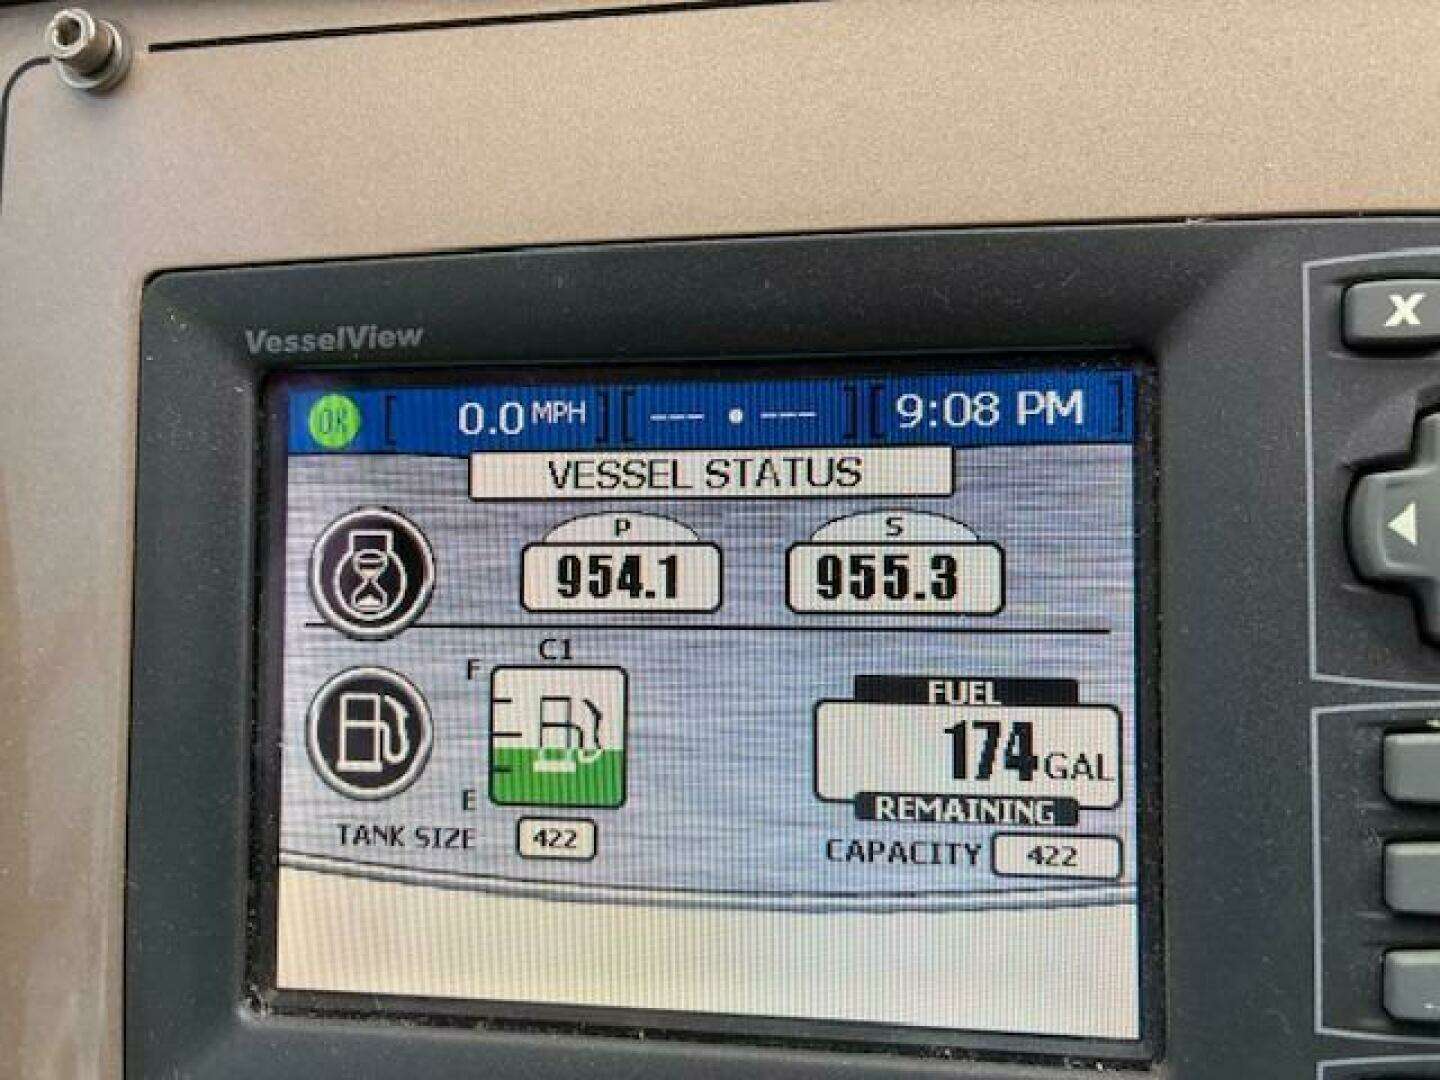 X
VesselView
OK 0.0 MPH --- • --- 9:08 PM
VESSEL STATUS
P S
954.1 955.3
C1
F
E
FUEL
174 GAL
REMAINING
TANK SIZE 422
CAPACITY 422